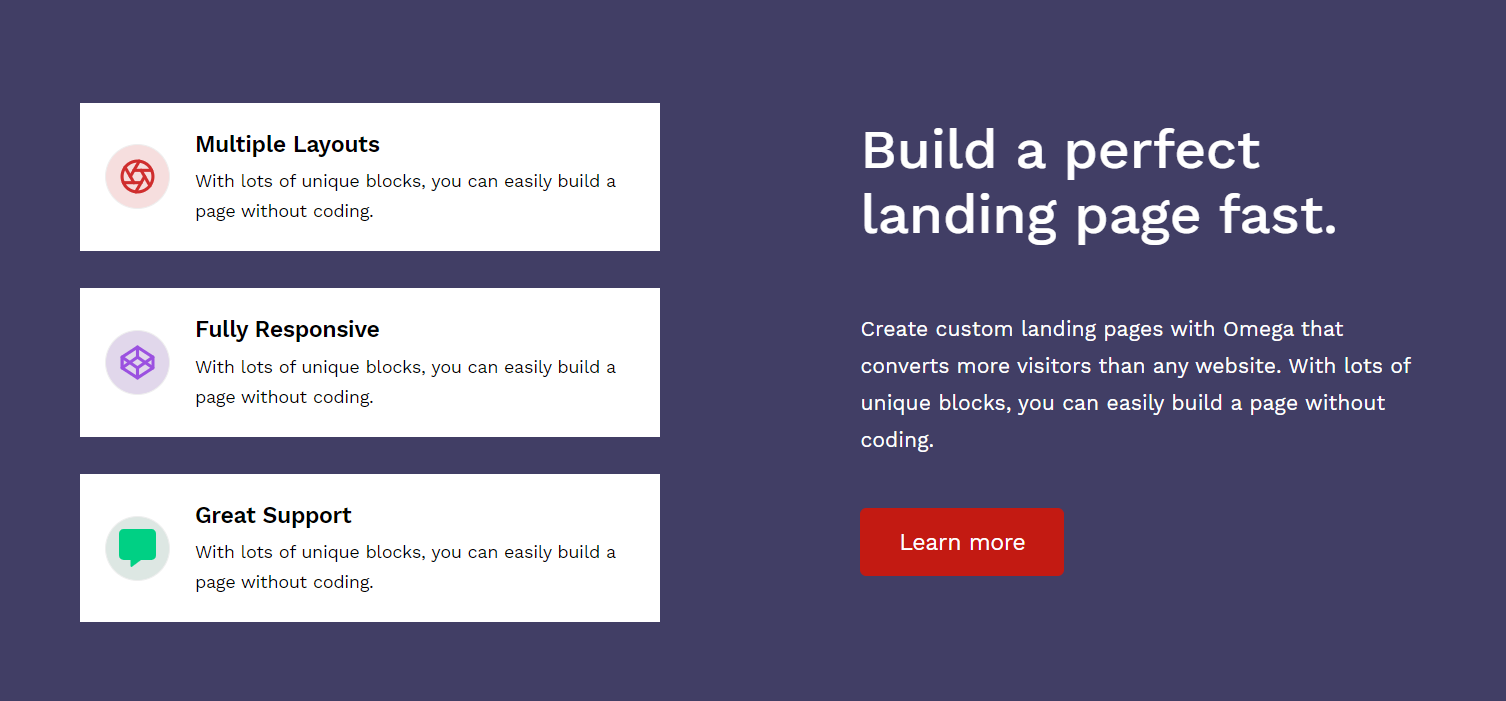 Multiple Layouts
With lots of unique blocks, you can easily build a
page without coding.
Fully Responsive
With lots of unique blocks, you can easily build a
page without coding.
Great Support
With lots of unique blocks, you can easily build a
page without coding.
Build a perfect
landing page fast.
Create custom landing pages with Omega that
converts more visitors than any website. With lots of
unique blocks, you can easily build a page without
coding.
Learn more